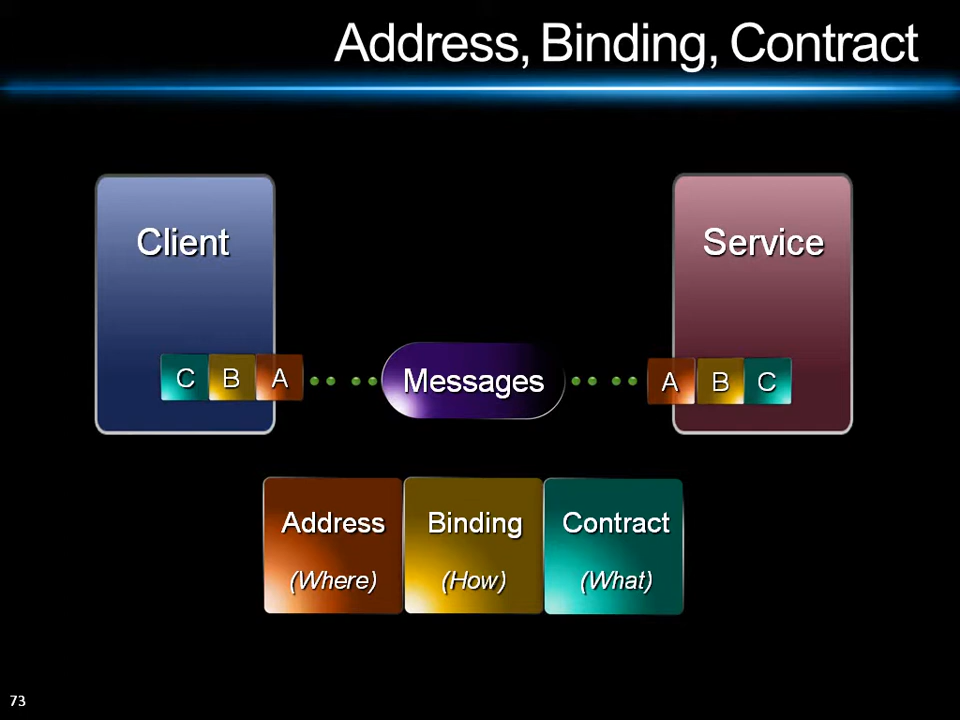 Address, Binding, Contract
Client
Service
C B A
Messages
A B C
Address
(Where)
Binding
(How)
Contract
(What)
73